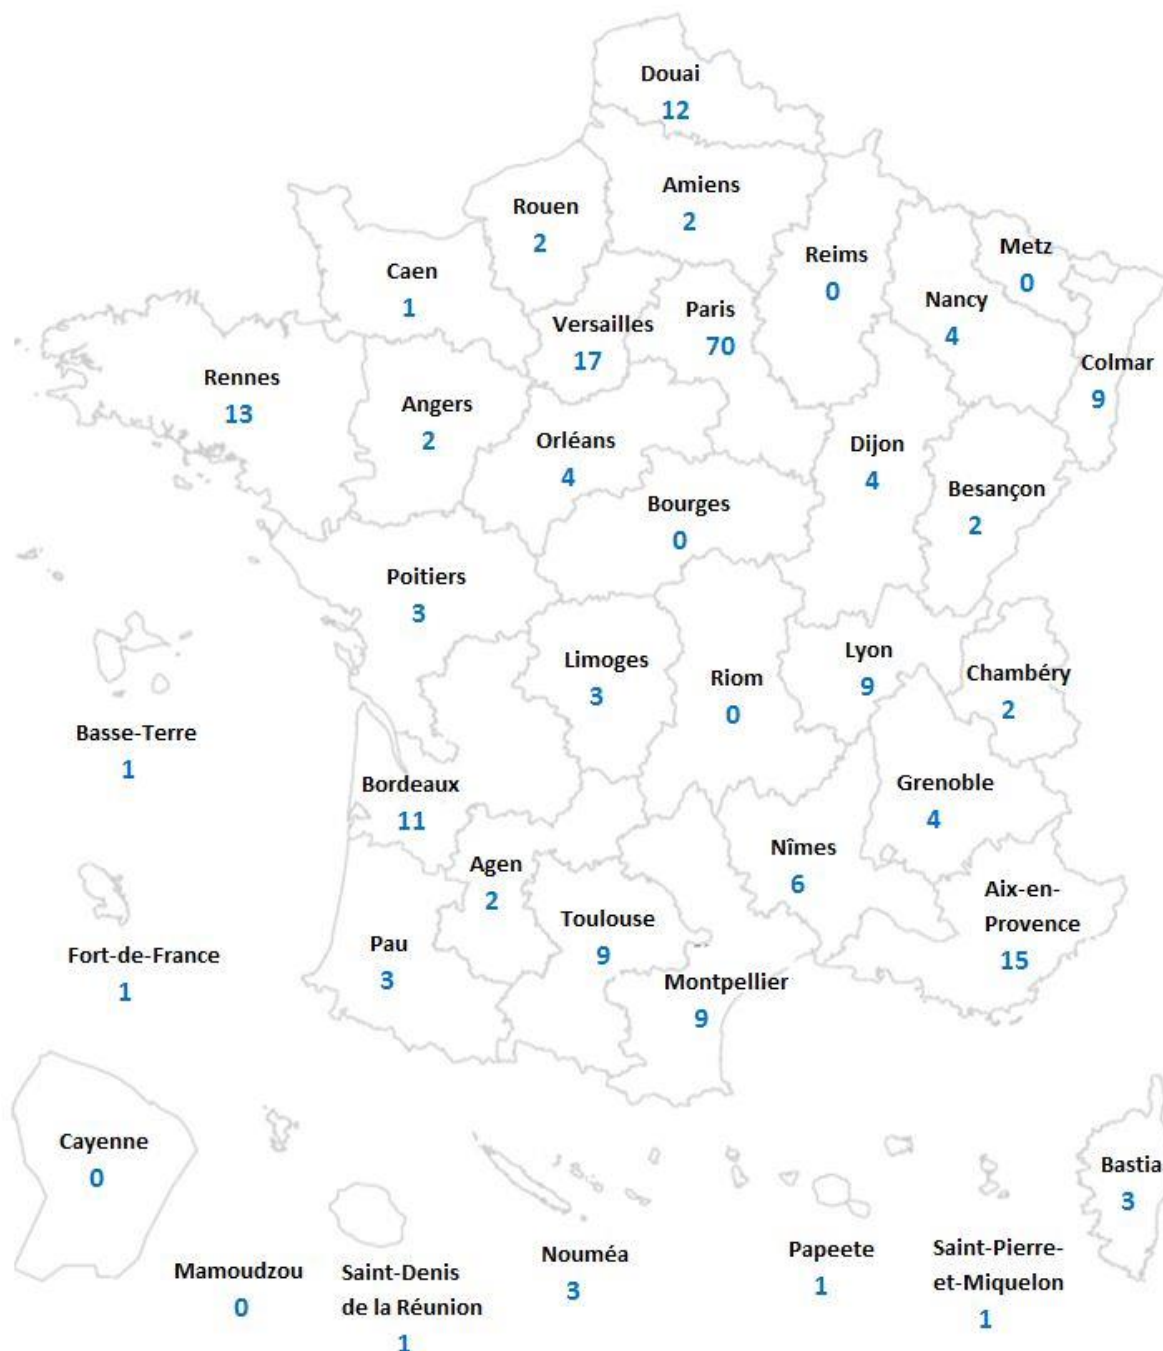 Douai
12
Amiens
2
Rouen
2
Reims
0
Metz
0
Caen
1
Nancy
4
Versailles
17
Paris
70
Colmar
9
Rennes
13
Angers
2
Orléans
4
Dijon
4
Besançon
2
Bourges
0
Poitiers
3
Limoges
3
Riom
0
Lyon
9
Chambéry
2
Basse-Terre
1
Bordeaux
11
Grenoble
4
Nîmes
6
Agen
2
Aix-en-
Provence
15
Toulouse
9
Pau
3
Fort-de-France
1
Montpellier
9
Cayenne
0
Bastia
3
Mamoudzou
0
Saint-Denis
de la Réunion
1
Nouméa
3
Papeete
1
Saint-Pierre-
et-Miquelon
1